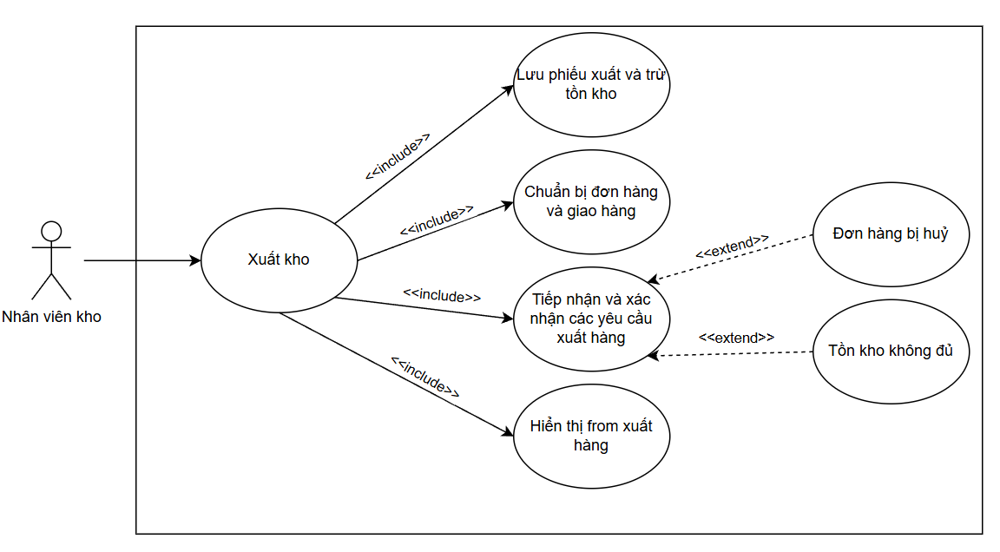 Lưu phiếu xuất và trừ
tồn kho
<<include>>
Chuẩn bị đơn hàng
và giao hàng
<<include>>
Đơn hàng bị huỷ
<<extend>>
Xuất kho
<<include>>
Tiếp nhận và xác
nhận các yêu cầu
xuất hàng
Nhân viên kho
<<extend>>
Tồn kho không đủ
<<include>>
Hiển thị from xuất
hàng